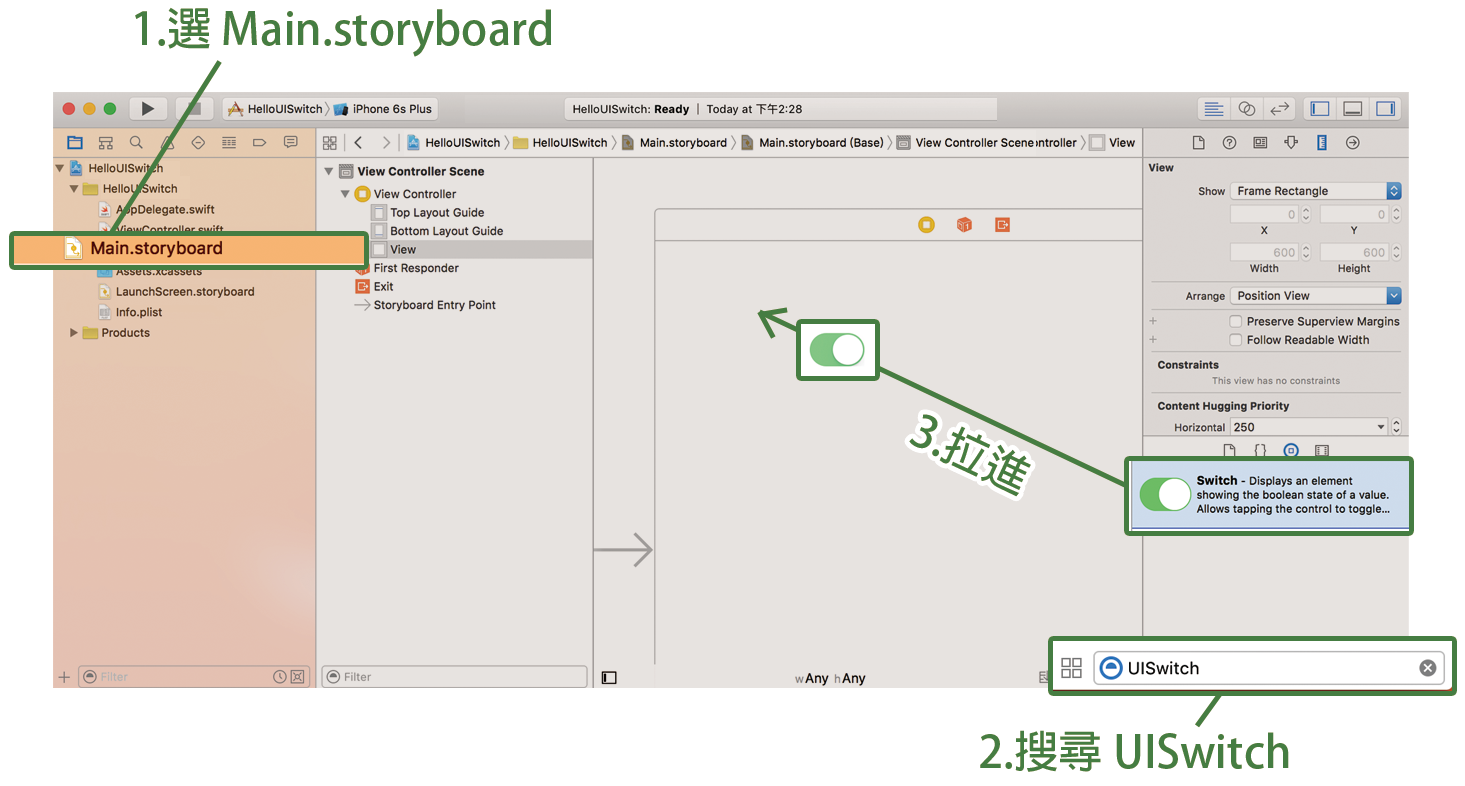 1.選 Main.storyboard
HelloUISwitch iPhone 6s Plus
HelloUISwitch: Ready | Today at 下午2:28
HelloUISwitch HelloUISwitch Main.storyboard Main.storyboard (Base) View Controller Scene ntroller View
HelloUISwitch
HelloUISwitch
AppDelegate.swift
ViewController.swift
Main.storyboard
Assets.xcassets
LaunchScreen.storyboard
Info.plist
Products
Filter
View Controller Scene
View Controller
Top Layout Guide
Bottom Layout Guide
View
First Responder
Exit
Storyboard Entry Point
Filter
wAny hAny
View
Show Frame Rectangle
0 0
X Y
600 600
Width Height
Arrange Position View
Preserve Superview Margins
Follow Readable Width
Constraints
This view has no constraints
Content Hugging Priority
Horizontal 250
3.拉進
Switch - Displays an element
showing the boolean state of a value.
Allows tapping the control to toggle...
UISwitch
2.搜尋 UISwitch